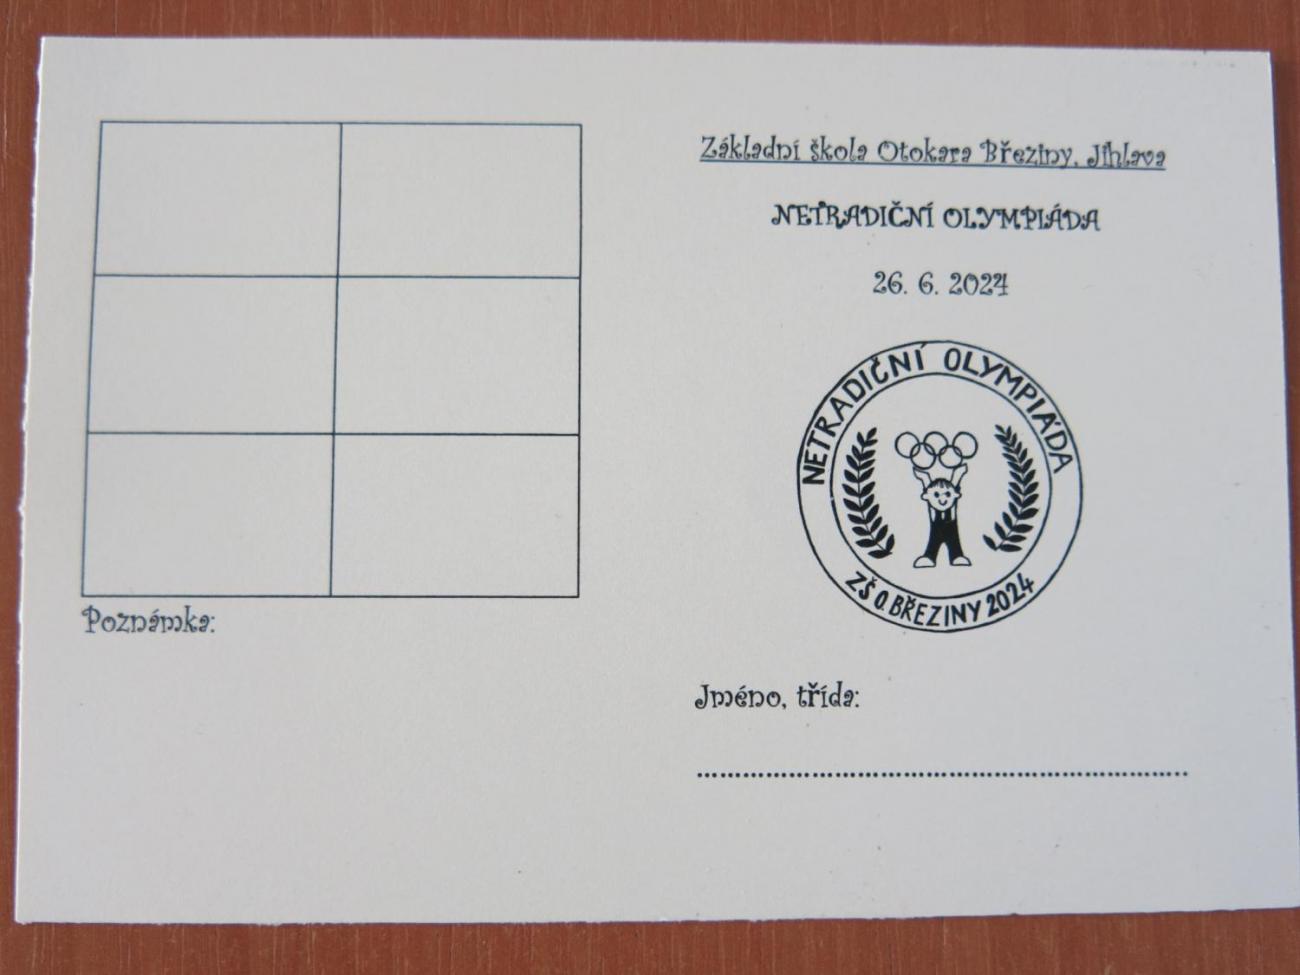 Poznámka:
Základní škola Otokara Březiny, Jihlava
NETRADIČNÍ OLYMPIÁDA
26. 6. 2024
NETRADIČNÍ OLYMPIÁDA
ZŠ O. BŘEZINY 2024
Jméno, třída: